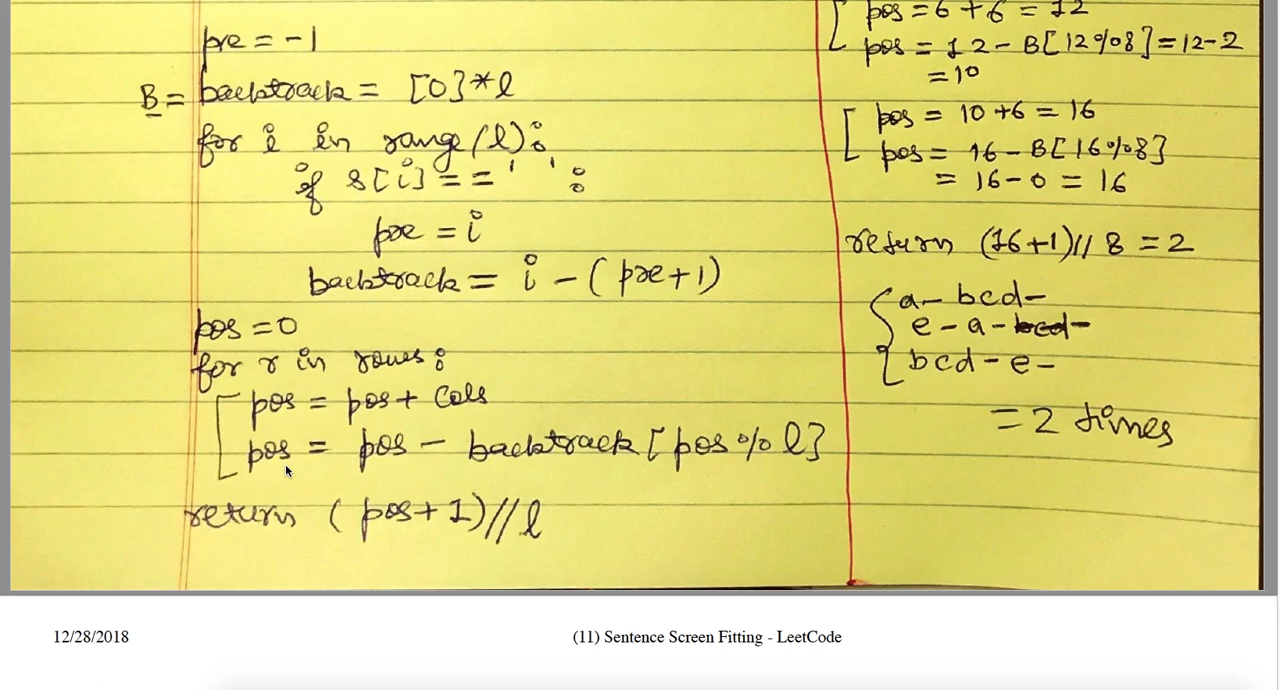 pre = -1
B = backtrack = [0]*l
for i in range(l):
if s[i] == ' ':
pre = i
backtrack = i - (pre+1)
pos = 0
for r in rows:
pos = pos + cols
pos = pos - backtrack[pos % l]
return (pos+1)//l
pos = 6 + 6 = 12
pos = 12 - B[12%8] = 12-2
= 10
pos = 10 + 6 = 16
pos = 16 - B[16%8]
= 16 - 0 = 16
return (16+1)// 8 = 2
a- bcd-
e - a - bcd-
bcd - e -
= 2 times
12/28/2018
(11) Sentence Screen Fitting - LeetCode